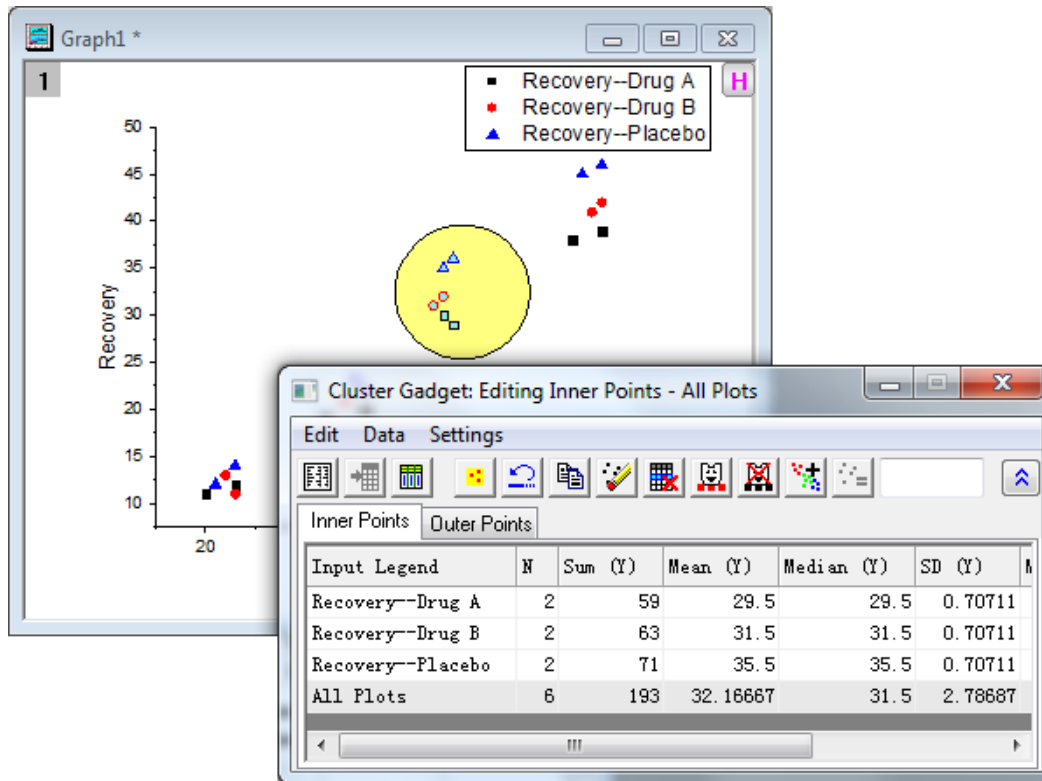 Graph1 *
1
H
Recovery--Drug A
Recovery--Drug B
Recovery--Placebo
50
45
40
35
30
25
20
15
10
Recovery
20
Cluster Gadget: Editing Inner Points - All Plots
Edit Data Settings
Inner Points Outer Points
Input Legend N Sum (Y) Mean (Y) Median (Y) SD (Y)
Recovery--Drug A 2 59 29.5 29.5 0.70711
Recovery--Drug B 2 63 31.5 31.5 0.70711
Recovery--Placebo 2 71 35.5 35.5 0.70711
All Plots 6 193 32.16667 31.5 2.78687